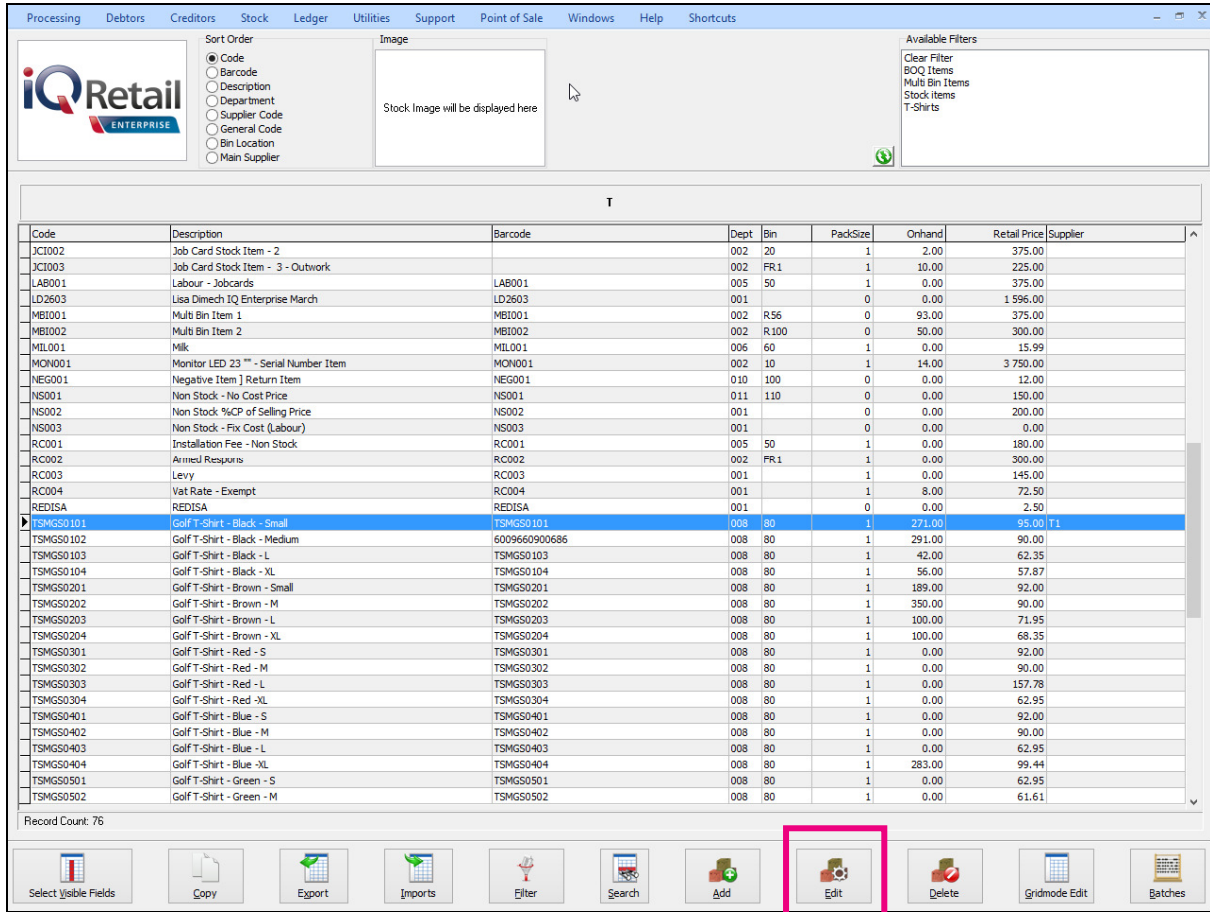 Processing Debtors Creditors Stock Ledger Utilities Support Point of Sale Windows Help Shortcuts
iQRetail
ENTERPRISE
Sort Order
Code
Barcode
Description
Department
Supplier Code
General Code
Bin Location
Main Supplier
Image
Stock Image will be displayed here
Available Filters
Clear Filter
BOQ Items
Multi Bin Items
Stock items
T-Shirts
T
Code Description Barcode Dept Bin PackSize Onhand Retail Price Supplier
JCI002 Job Card Stock Item - 2 002 20 1 2.00 375.00
JCI003 Job Card Stock Item - 3 - Outwork 002 FR1 1 10.00 225.00
LAB001 Labour - Jobcards LAB001 005 50 1 0.00 375.00
LD2603 Lisa Dimech IQ Enterprise March LD2603 001 0 0.00 1 596.00
MBI001 Multi Bin Item 1 MBI001 002 R56 0 93.00 375.00
MBI002 Multi Bin Item 2 MBI002 002 R100 0 50.00 300.00
MIL001 Milk MIL001 006 60 1 0.00 15.99
MON001 Monitor LED 23 "" - Serial Number Item MON001 002 10 1 14.00 3 750.00
NEG001 Negative Item ] Return Item NEG001 010 100 0 0.00 12.00
NS001 Non Stock - No Cost Price NS001 011 110 0 0.00 150.00
NS002 Non Stock %CP of Selling Price NS002 001 0 0.00 200.00
NS003 Non Stock - Fix Cost (Labour) NS003 001 0 0.00 0.00
RC001 Installation Fee - Non Stock RC001 005 50 1 0.00 180.00
RC002 Armed Respons RC002 002 FR1 1 0.00 300.00
RC003 Levy RC003 001 1 0.00 145.00
RC004 Vat Rate - Exempt RC004 001 1 8.00 72.50
REDISA REDISA REDISA 001 0 0.00 2.50
TSMGS0101 Golf T-Shirt - Black - Small TSMGS0101 008 80 1 271.00 95.00 T1
TSMGS0102 Golf T-Shirt - Black - Medium 6009660900686 008 80 1 291.00 90.00
TSMGS0103 Golf T-Shirt - Black - L TSMGS0103 008 80 1 42.00 62.35
TSMGS0104 Golf T-Shirt - Black - XL TSMGS0104 008 80 1 56.00 57.87
TSMGS0201 Golf T-Shirt - Brown - Small TSMGS0201 008 80 1 189.00 92.00
TSMGS0202 Golf T-Shirt - Brown - M TSMGS0202 008 80 1 350.00 90.00
TSMGS0203 Golf T-Shirt - Brown - L TSMGS0203 008 80 1 100.00 71.95
TSMGS0204 Golf T-Shirt - Brown - XL TSMGS0204 008 80 1 100.00 68.35
TSMGS0301 Golf T-Shirt - Red - S TSMGS0301 008 80 1 0.00 92.00
TSMGS0302 Golf T-Shirt - Red - M TSMGS0302 008 80 1 0.00 90.00
TSMGS0303 Golf T-Shirt - Red - L TSMGS0303 008 80 1 0.00 157.78
TSMGS0304 Golf T-Shirt - Red -XL TSMGS0304 008 80 1 0.00 62.95
TSMGS0401 Golf T-Shirt - Blue - S TSMGS0401 008 80 1 0.00 92.00
TSMGS0402 Golf T-Shirt - Blue - M TSMGS0402 008 80 1 0.00 90.00
TSMGS0403 Golf T-Shirt - Blue - L TSMGS0403 008 80 1 0.00 62.95
TSMGS0404 Golf T-Shirt - Blue -XL TSMGS0404 008 80 1 283.00 99.44
TSMGS0501 Golf T-Shirt - Green - S TSMGS0501 008 80 1 0.00 62.95
TSMGS0502 Golf T-Shirt - Green - M TSMGS0502 008 80 1 0.00 61.61
Record Count: 76
Select Visible Fields Copy Export Imports Filter Search Add Edit Delete Gridmode Edit Batches